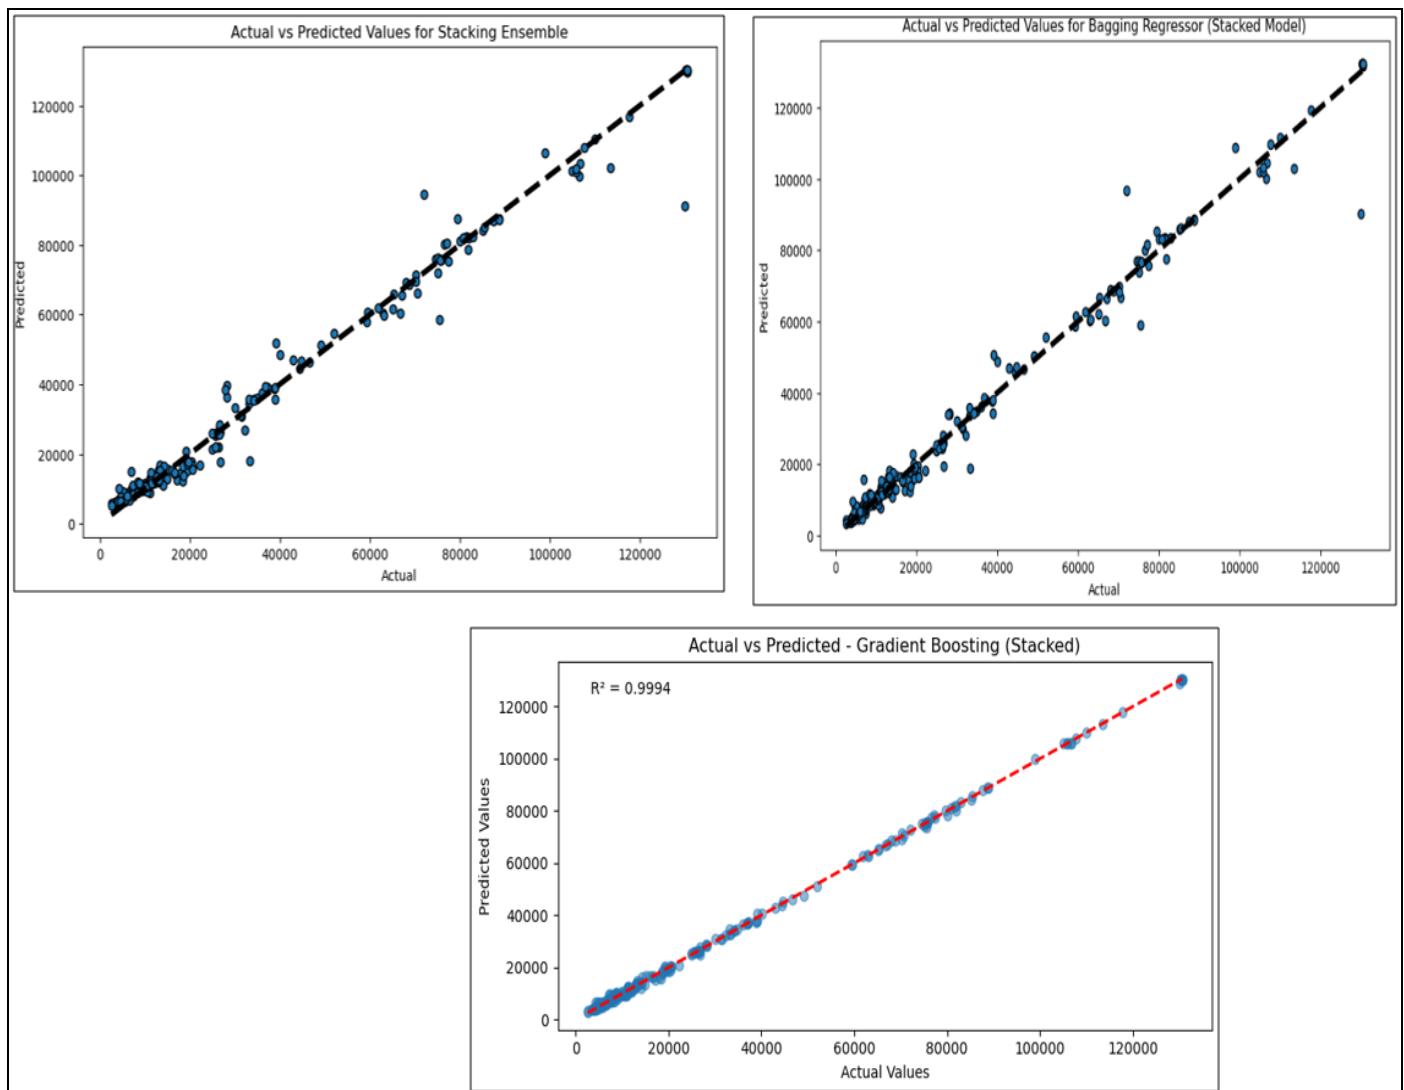 Actual vs Predicted Values for Stacking Ensemble
120000
100000
80000
60000
40000
20000
0
Predicted
0 20000 40000 60000 80000 100000 120000
Actual
Actual vs Predicted Values for Bagging Regressor (Stacked Model)
120000
100000
80000
60000
40000
20000
0
Predicted
0 20000 40000 60000 80000 100000 120000
Actual
Actual vs Predicted - Gradient Boosting (Stacked)
R² = 0.9994
120000
100000
80000
60000
40000
20000
0
Predicted Values
0 20000 40000 60000 80000 100000 120000
Actual Values